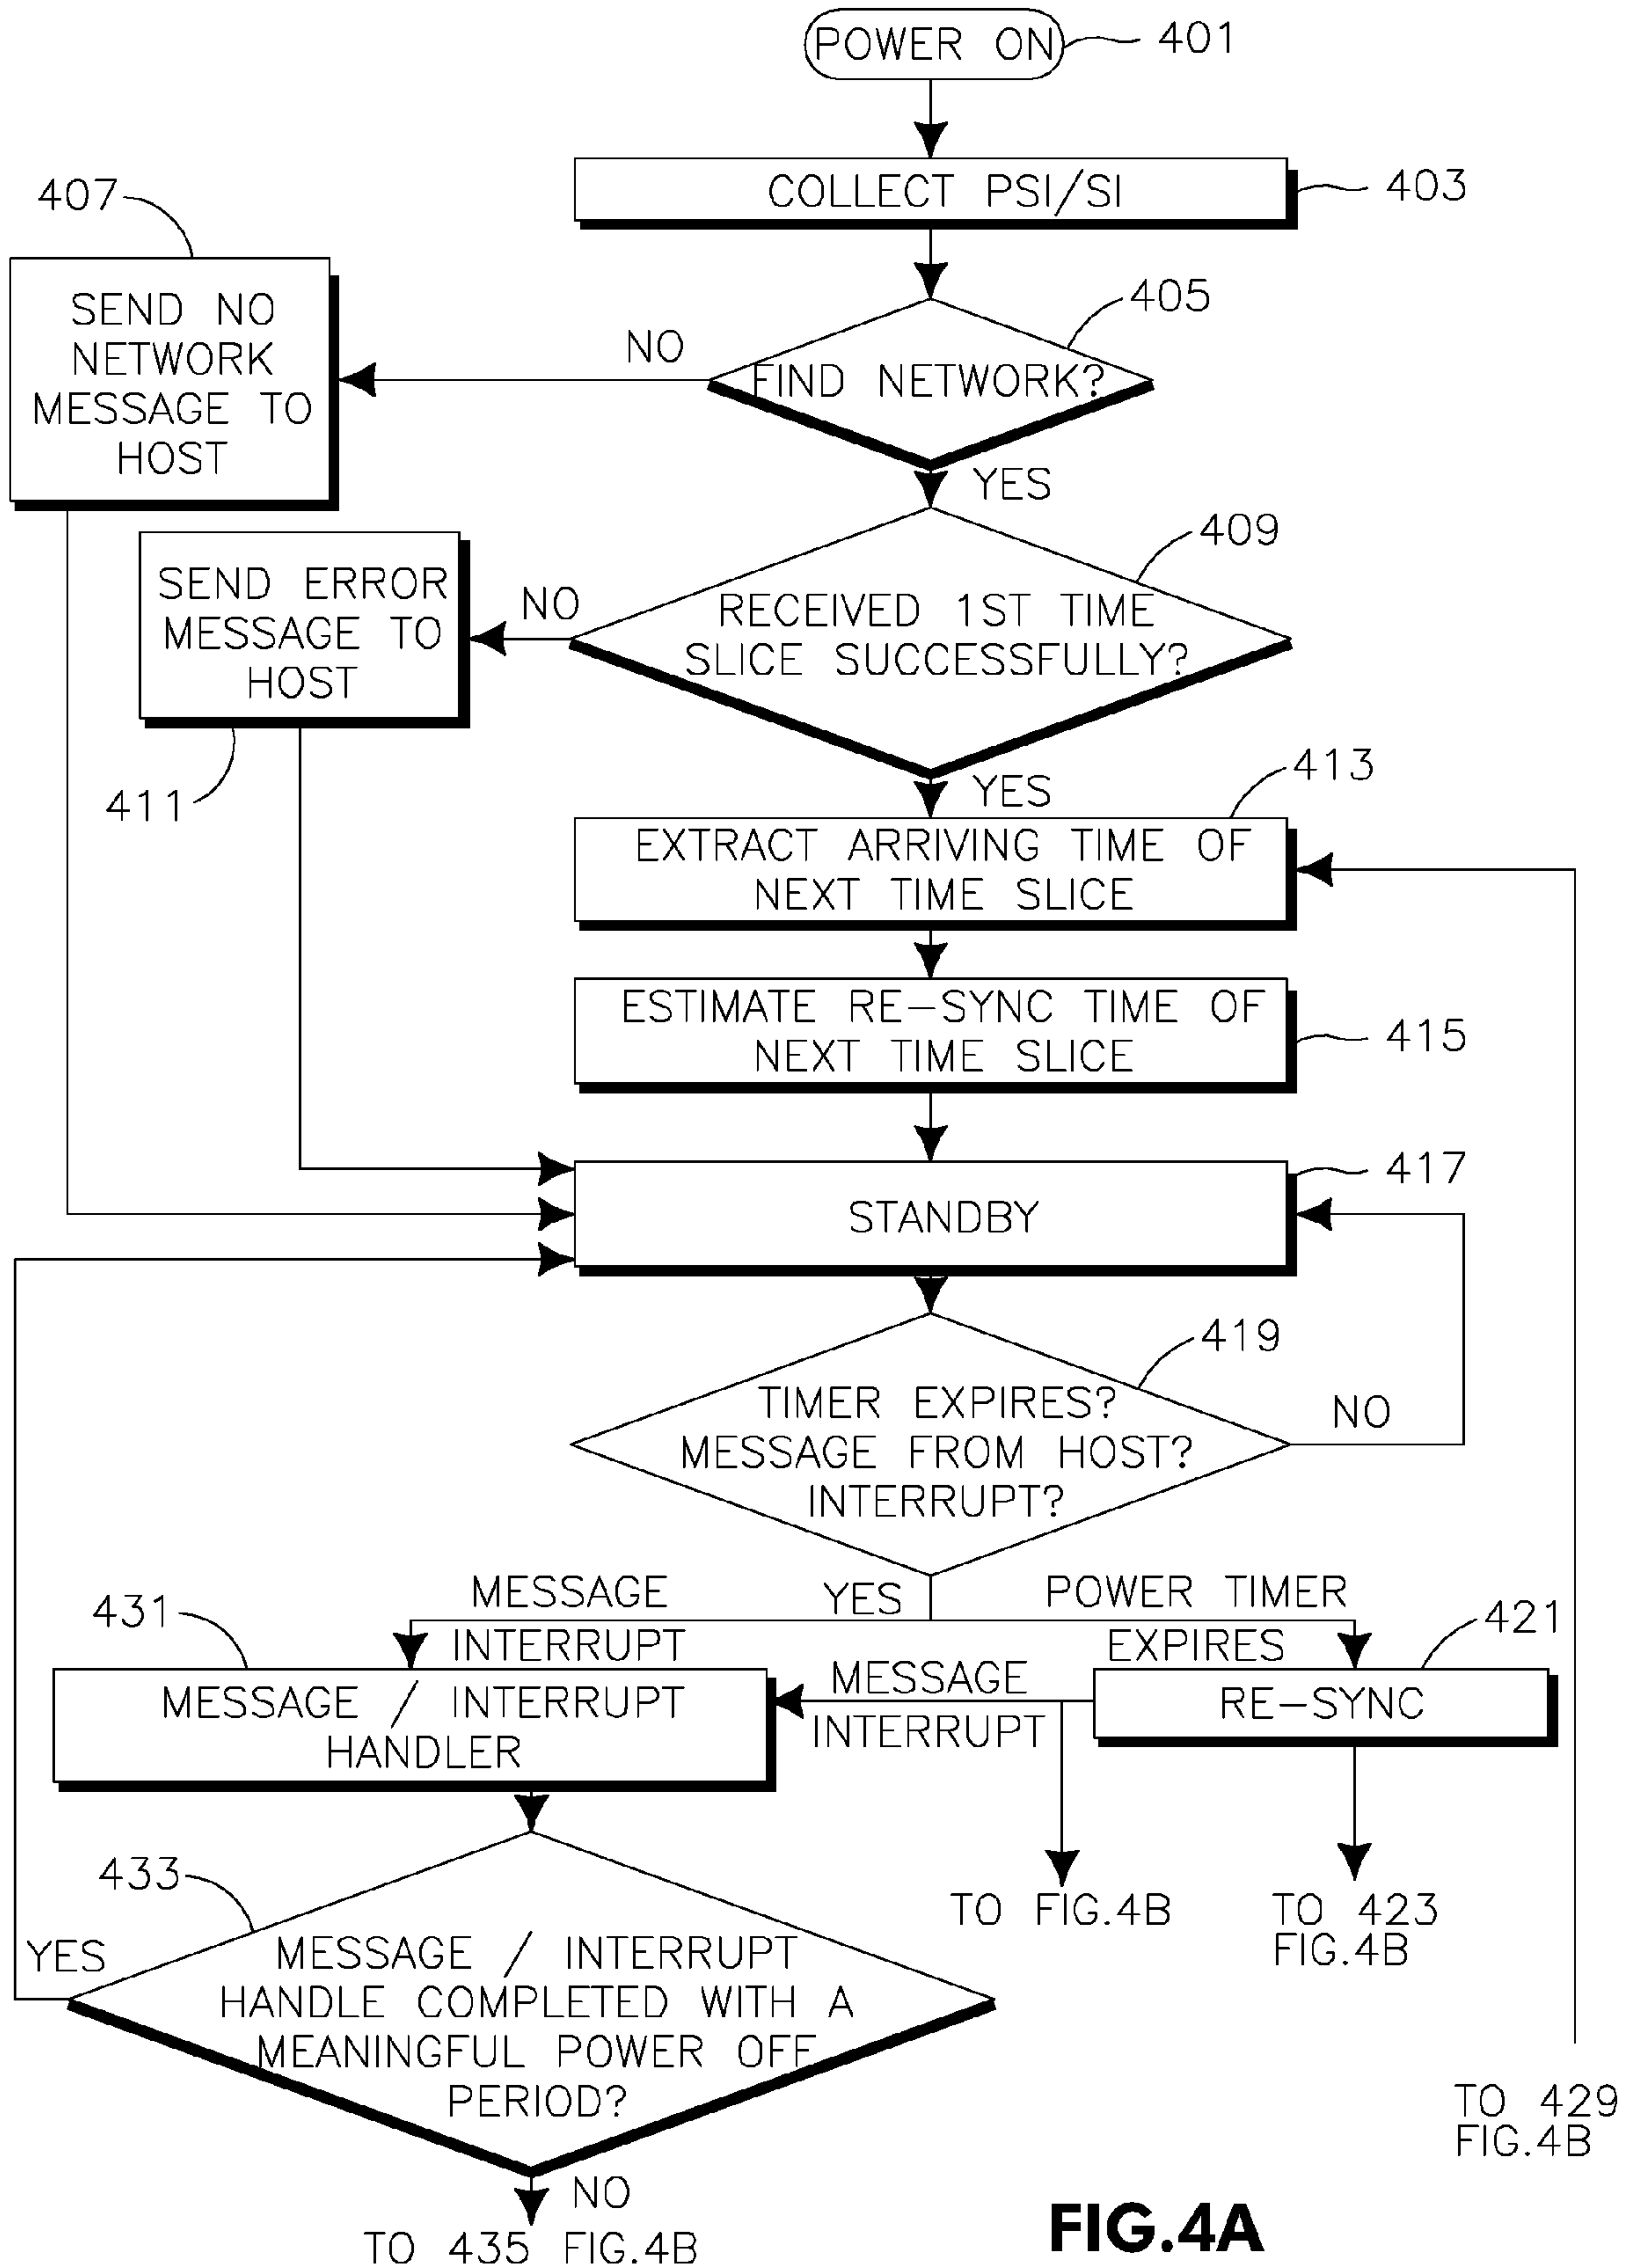 POWER ON
401
COLLECT PSI/SI
403
407
SEND NO
NETWORK
MESSAGE TO
HOST
405
NO
FIND NETWORK?
YES
409
SEND ERROR
MESSAGE TO
HOST
NO
RECEIVED 1ST TIME
SLICE SUCCESSFULLY?
411
YES
413
EXTRACT ARRIVING TIME OF
NEXT TIME SLICE
ESTIMATE RE-SYNC TIME OF
NEXT TIME SLICE
415
417
STANDBY
419
TIMER EXPIRES?
MESSAGE FROM HOST?
INTERRUPT?
NO
YES
MESSAGE
INTERRUPT
POWER TIMER
EXPIRES
431
421
MESSAGE / INTERRUPT
HANDLER
MESSAGE
INTERRUPT
RE-SYNC
433
TO FIG.4B
TO 423
FIG.4B
YES
MESSAGE / INTERRUPT
HANDLE COMPLETED WITH A
MEANINGFUL POWER OFF
PERIOD?
TO 429
FIG.4B
NO
TO 435 FIG.4B
FIG.4A